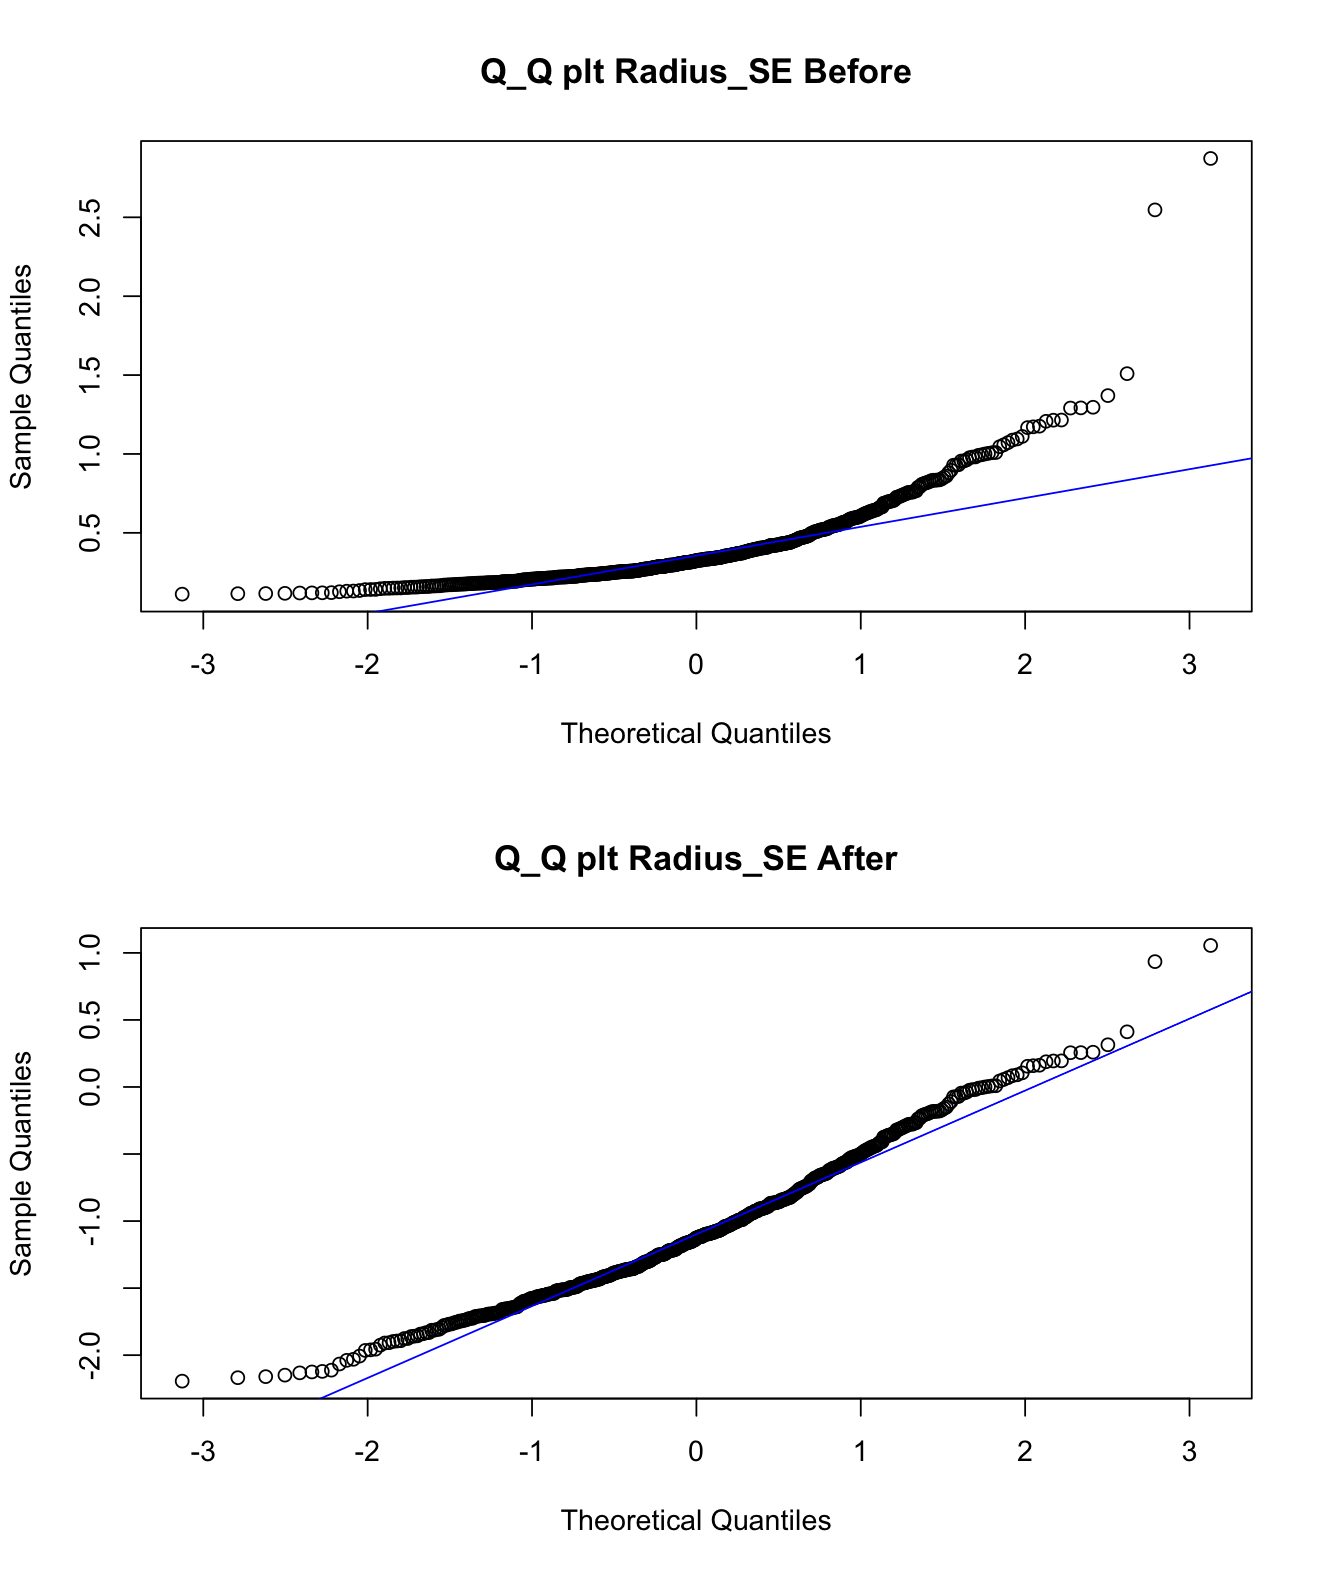 Q_Q plt Radius_SE Before
Sample Quantiles
2.5
2.0
1.5
1.0
0.5
-3 -2 -1 0 1 2 3
Theoretical Quantiles
Q_Q plt Radius_SE After
Sample Quantiles
1.0
0.5
0.0
-1.0
-2.0
-3 -2 -1 0 1 2 3
Theoretical Quantiles